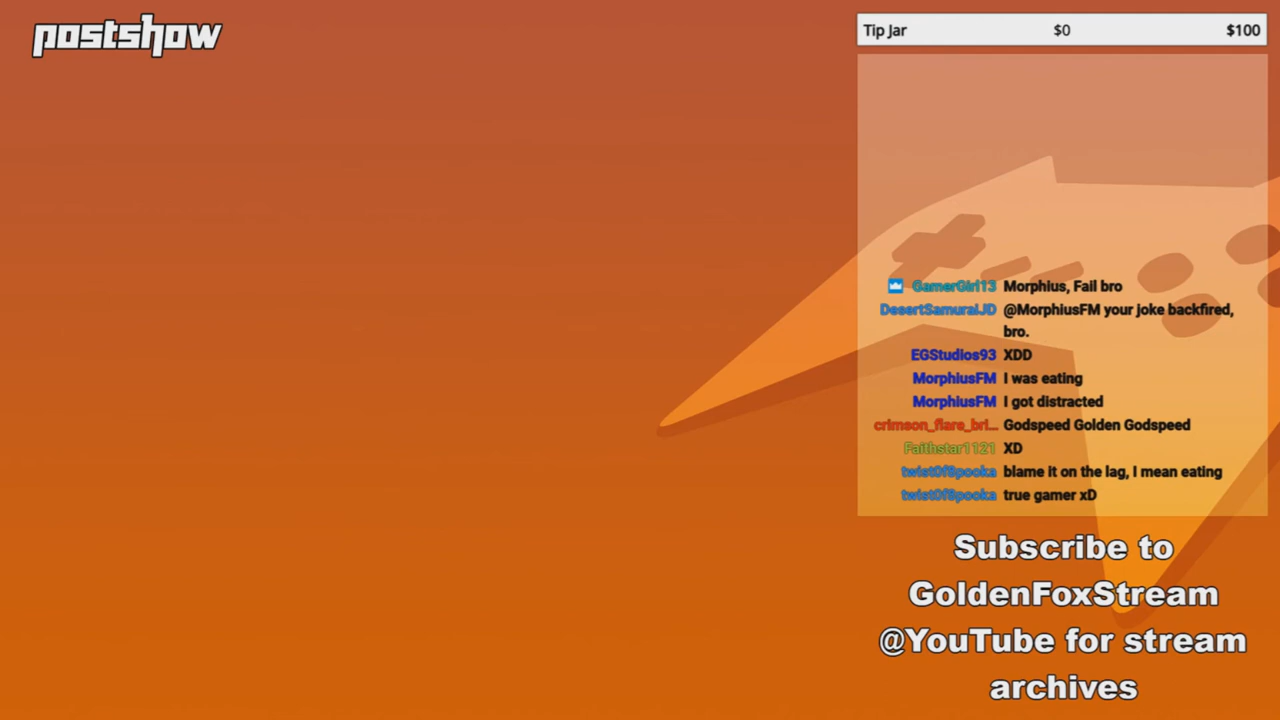 postshow
Tip Jar $0 $100
GamerGirl13 Morphius, Fail bro
DesertSamuraiJD @MorphiusFM your joke backfired,
bro.
EGStudios93 XDD
MorphiusFM I was eating
MorphiusFM I got distracted
crimson_flare_bri... Godspeed Golden Godspeed
Faithstar1121 XD
blame it on the lag, I mean eating
true gamer xD
Subscribe to
GoldenFoxStream
@YouTube for stream
archives